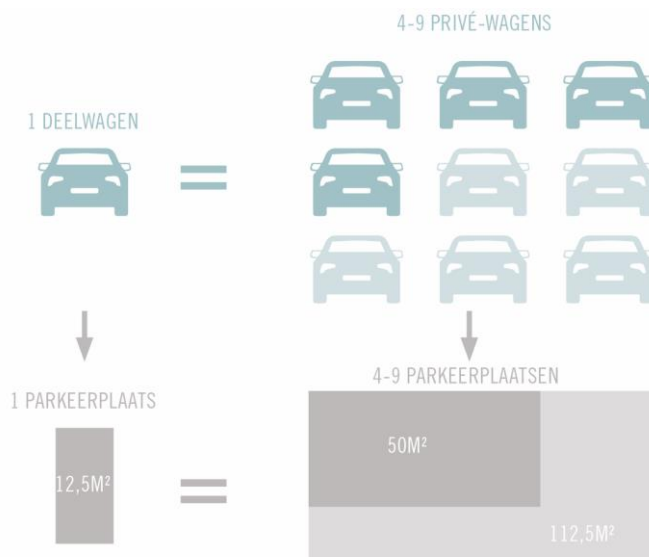 4-9 PRIVÉ-WAGENS
1 DEELWAGEN
4-9 PARKEERPLAATSEN
1 PARKEERPLAATS
50M²
12,5M²
112,5M²